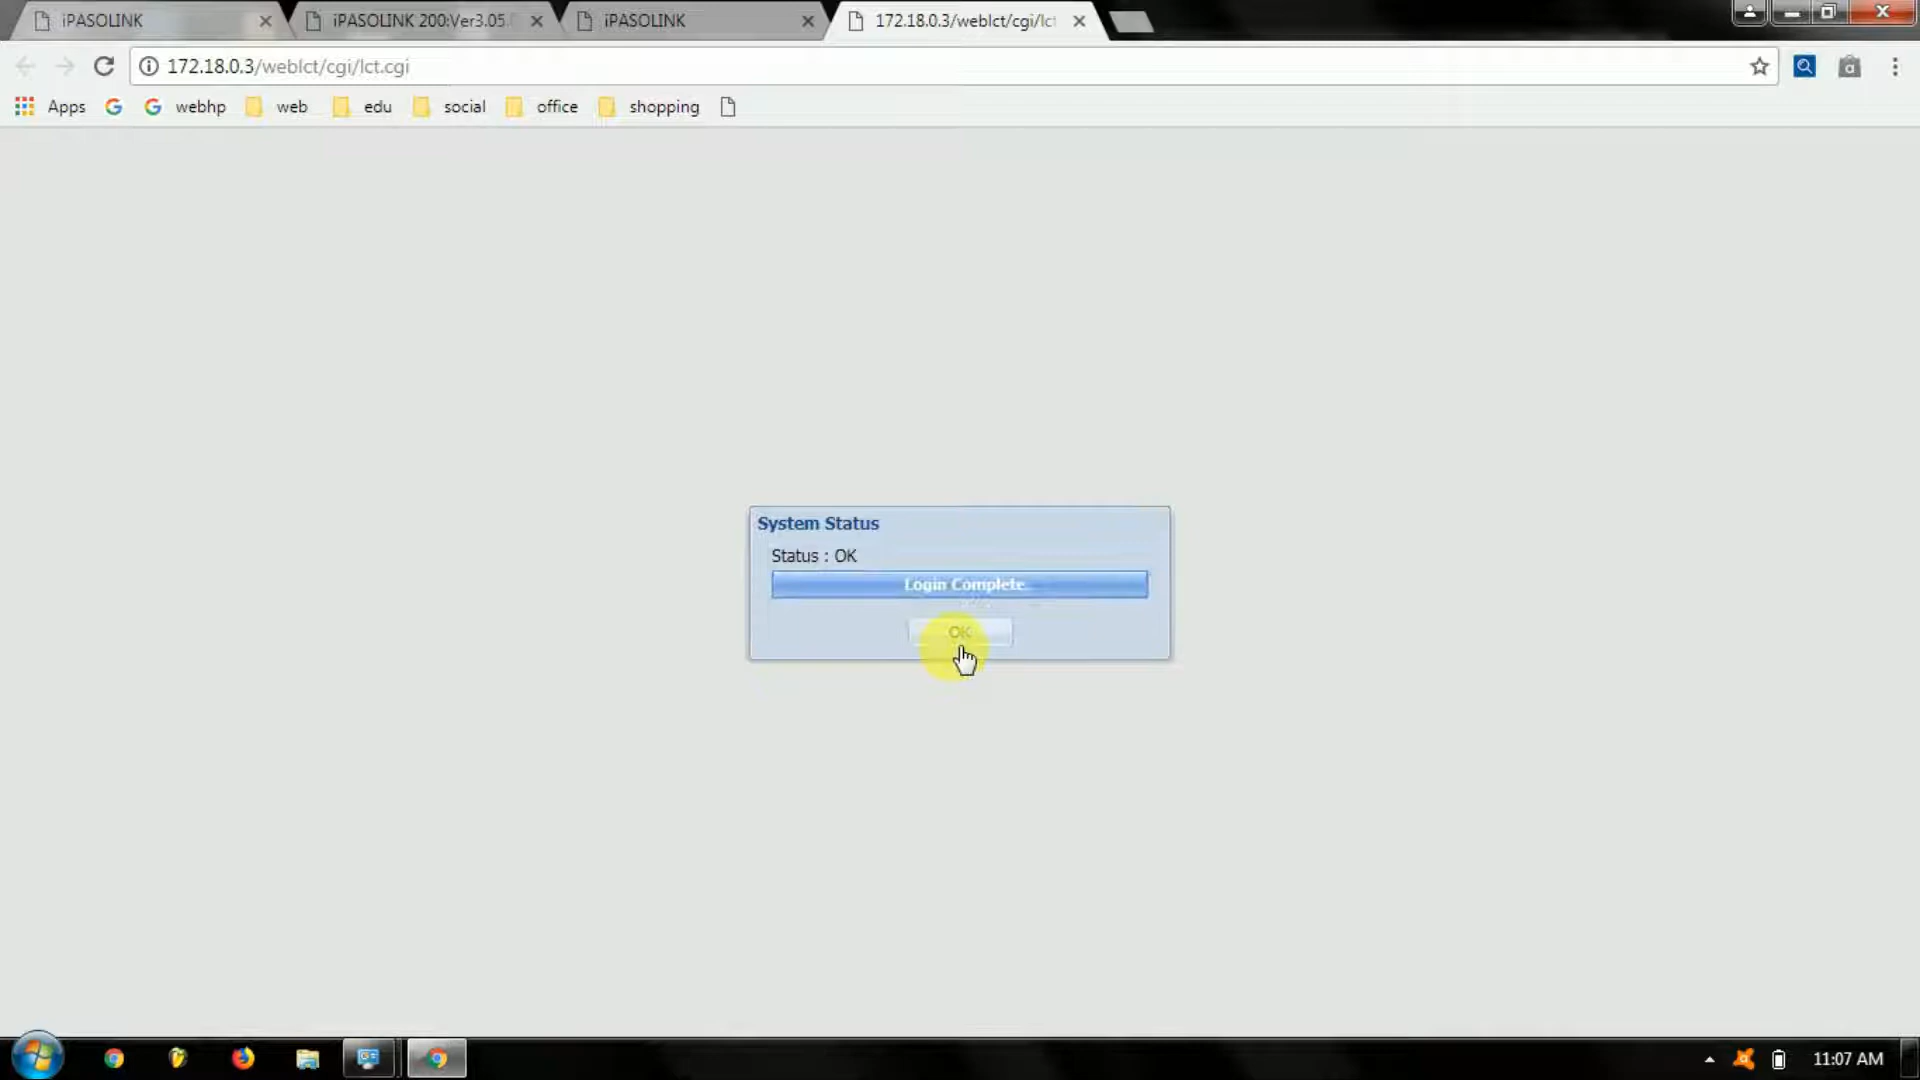 iPASOLINK
iPASOLINK 200:Ver3.05.
iPASOLINK
172.18.0.3/weblct/cgi/lct
172.18.0.3/weblct/cgi/lct.cgi
Apps
webhp
web
edu
social
office
shopping
System Status
Status : OK
Login Complete.
OK
11:07 AM